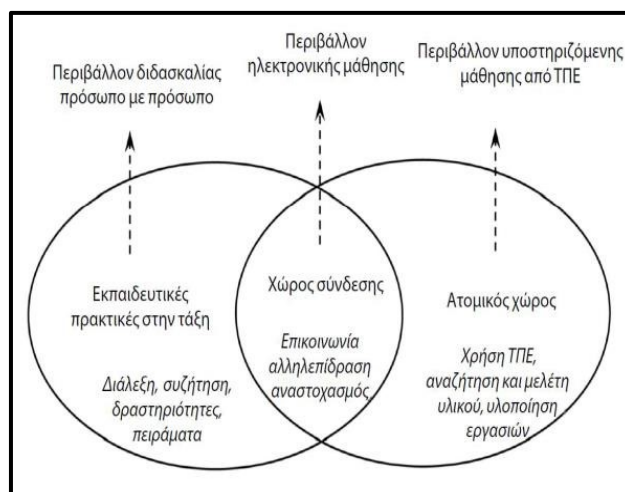 Περιβάλλον διδασκαλίας
πρόσωπο με πρόσωπο
Περιβάλλον
ηλεκτρονικής μάθησης
Περιβάλλον υποστηριζόμενης
μάθησης από ΤΠΕ
Εκπαιδευτικές
πρακτικές στην τάξη
Διάλεξη, συζήτηση,
δραστηριότητες,
πειράματα
Χώρος σύνδεσης
Επικοινωνία
αλληλεπίδραση
αναστοχασμός,
Ατομικός χώρος
Χρήση ΤΠΕ,
αναζήτηση και μελέτη
υλικού, υλοποίηση
εργασιών